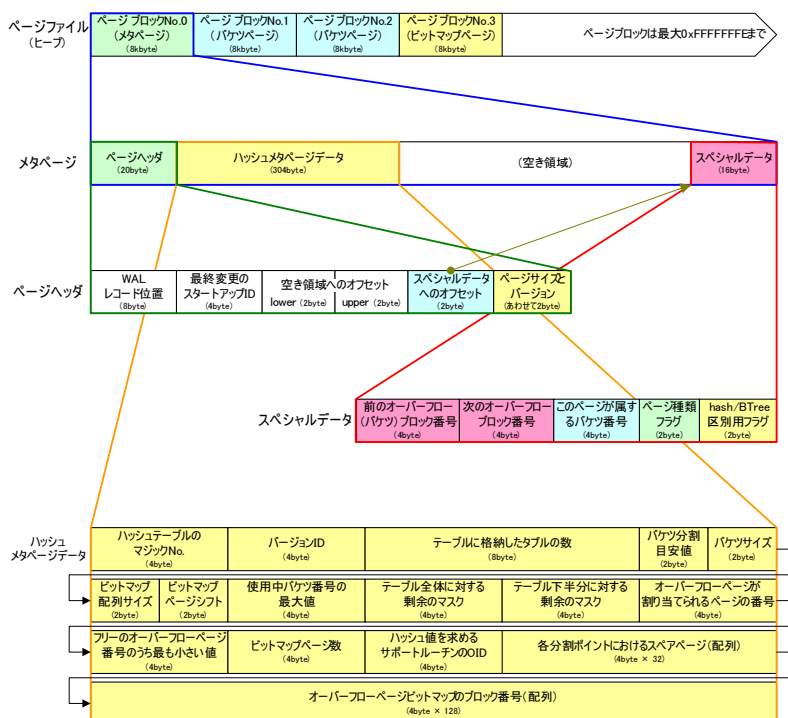 ページファイル
(ヒープ)
ページ ブロックNo.0
(メタページ)
(8kbyte)
ページ ブロックNo.1
(バケツページ)
(8kbyte)
ページ ブロックNo.2
(バケツページ)
(8kbyte)
ページ ブロックNo.3
(ビットマップページ)
(8kbyte)
ページブロックは最大0xFFFFFFFEまで
メタページ
ページヘッダ
(20byte)
ハッシュメタページデータ
(304byte)
(空き領域)
スペシャルデータ
(16byte)
ページヘッダ
WAL
レコード位置
(8byte)
最終変更の
スタートアップID
(4byte)
空き領域へのオフセット
lower (2byte)
upper (2byte)
スペシャルデータ
へのオフセット
(2byte)
ページサイズと
バージョン
(あわせて2byte)
スペシャルデータ
前のオーバーフロー
(バケツ)ブロック番号
(4byte)
次のオーバーフロー
ブロック番号
(4byte)
このページが属す
るバケツ番号
(4byte)
ページ種類
フラグ
(2byte)
hash/BTree
区別用フラグ
(2byte)
ハッシュ
メタページデータ
ハッシュテーブルの
マジックNo.
(4byte)
バージョンID
(4byte)
テーブルに格納したタプルの数
(8byte)
バケツ分割
目安値
(2byte)
バケツサイズ
(2byte)
ビットマップ
配列サイズ
(2byte)
ビットマップ
ページシフト
(2byte)
使用中バケツ番号の
最大値
(4byte)
テーブル全体に対する
剰余のマスク
(4byte)
テーブル下半分に対する
剰余のマスク
(4byte)
オーバーフローページが
割り当てられるページの番号
(4byte)
フリーのオーバーフローページ
番号のうち最も小さい値
(4byte)
ビットマップページ数
(4byte)
ハッシュ値を求める
サポートルーチンのOID
(4byte)
各分割ポイントにおけるスペアページ(配列)
(4byte × 32)
オーバーフローページビットマップのブロック番号(配列)
(4byte × 128)